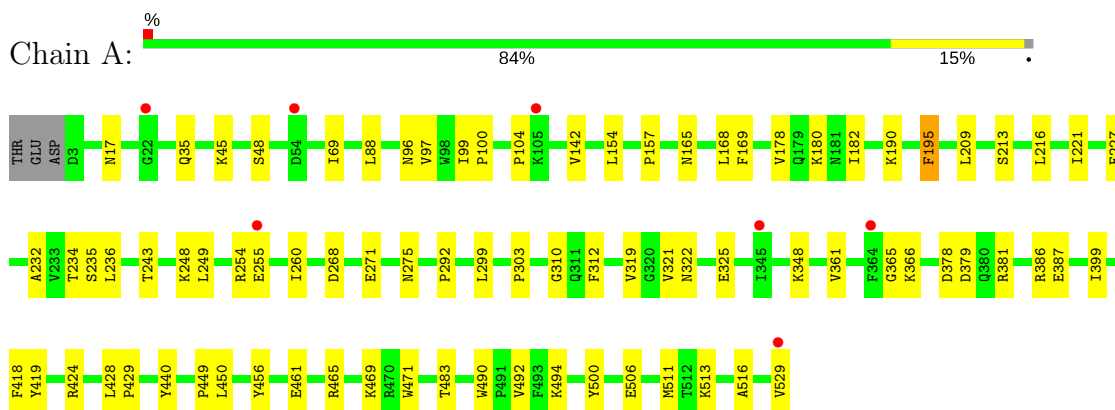 %
Chain A:
84% 15% •
THR GLU ASP D3 N17 G22 Q35 K45 S48 D54 I69 L88 N96 V97 W98 I99 P100 P104 K105 V142 L154 P157 N165 L168 F169 V178 Q179 K180 N181 I182 K190 F195 L209 S213 L216 I221
A232 V233 T234 S235 L236 T243 K248 L249 R254 E255 I260 D268 E271 N275 P292 L299 P303 G310 Q311 F312 V319 G320 V321 N322 E325 I345 K348 V361 F364 G365 K366 D378 D379 Q380 R381 R386 E387 I399
F418 Y419 R424 L428 P429 Y440 P449 L450 Y456 E461 R465 K469 R470 W471 T483 W490 P491 V492 F493 K494 Y500 E506 M511 T512 K513 A516 V529